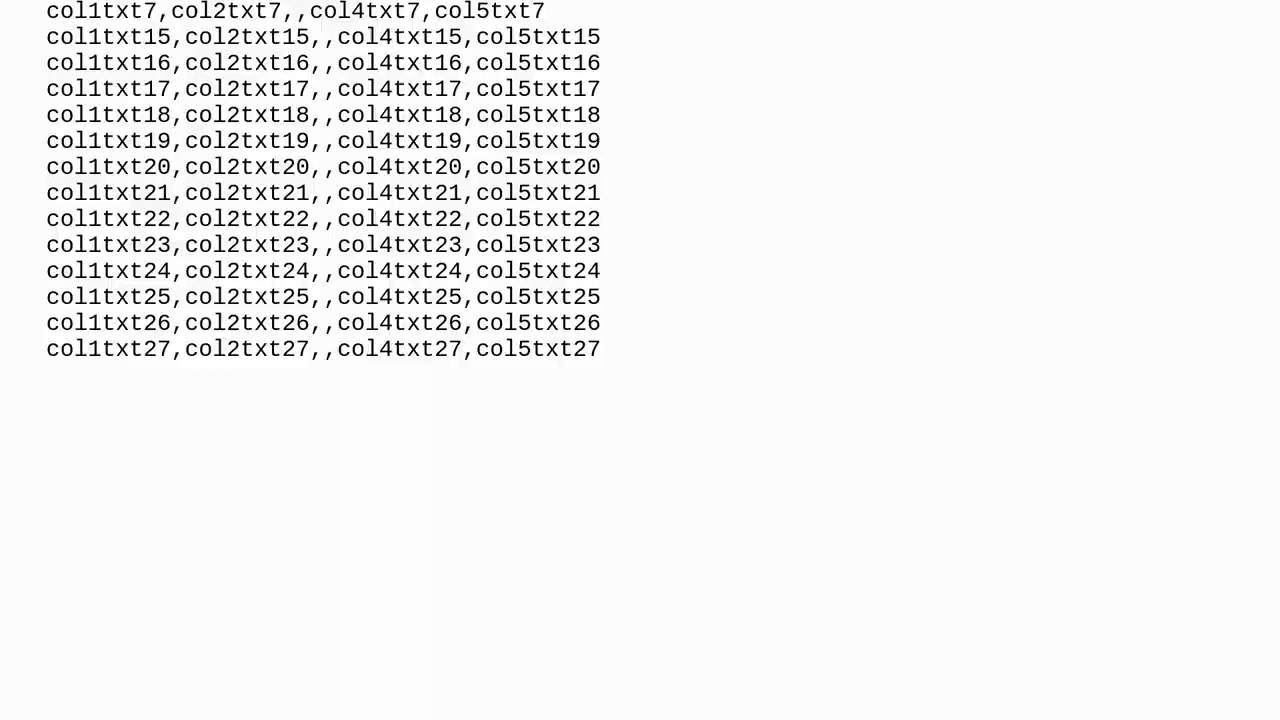 col1txt7,col2txt7,,col4txt7,col5txt7
col1txt15,col2txt15,,col4txt15,col5txt15
col1txt16,col2txt16,,col4txt16,col5txt16
col1txt17,col2txt17,,col4txt17,col5txt17
col1txt18,col2txt18,,col4txt18,col5txt18
col1txt19,col2txt19,,col4txt19,col5txt19
col1txt20,col2txt20,,col4txt20,col5txt20
col1txt21,col2txt21,,col4txt21,col5txt21
col1txt22,col2txt22,,col4txt22,col5txt22
col1txt23,col2txt23,,col4txt23,col5txt23
col1txt24,col2txt24,,col4txt24,col5txt24
col1txt25,col2txt25,,col4txt25,col5txt25
col1txt26,col2txt26,,col4txt26,col5txt26
col1txt27,col2txt27,,col4txt27,col5txt27